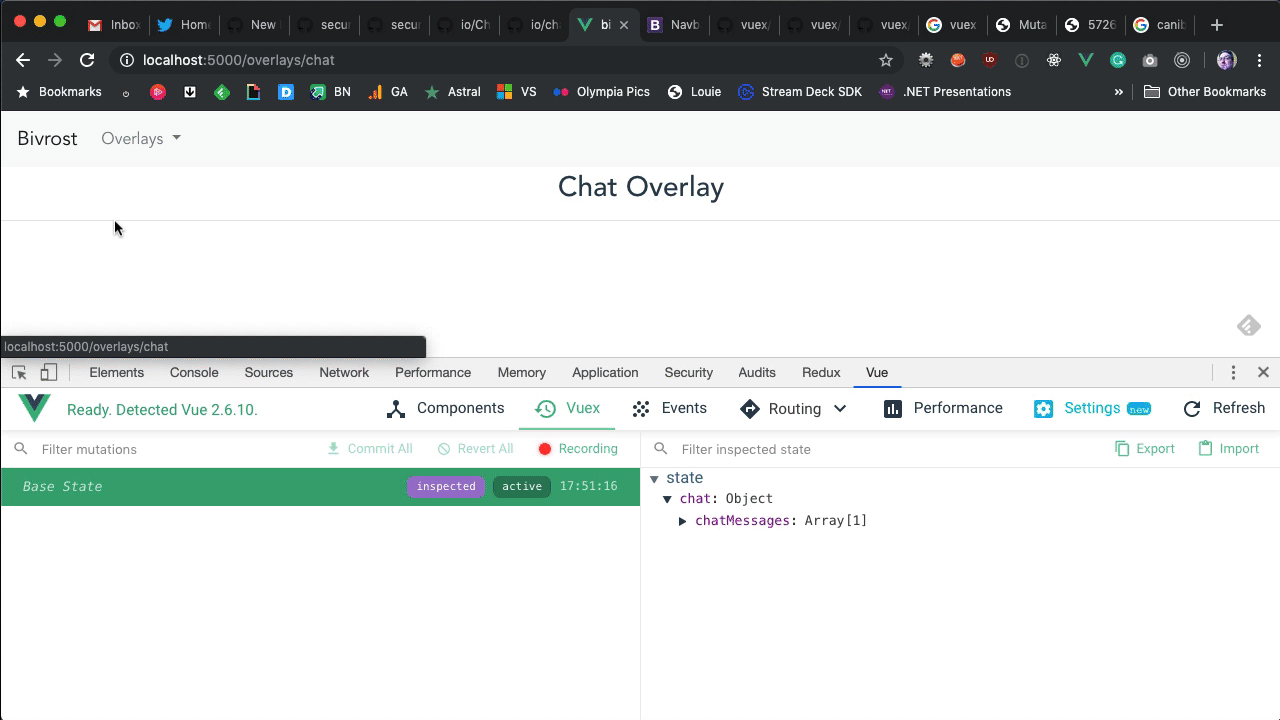 Inbox Hom New secur secur io/Ch io/ch bi Navb vuex/ vuex/ vuex/ vuex Muta 5726 canib
localhost:5000/overlays/chat
Bookmarks BN GA Astral VS Olympia Pics Louie Stream Deck SDK .NET Presentations » Other Bookmarks
Bivrost Overlays
Chat Overlay
localhost:5000/overlays/chat
Elements Console Sources Network Performance Memory Application Security Audits Redux Vue
Ready. Detected Vue 2.6.10. Components Vuex Events Routing Performance Settings new Refresh
Filter mutations Commit All Revert All Recording Filter inspected state Export Import
Base State inspected active 17:51:16
state
chat: Object
chatMessages: Array[1]